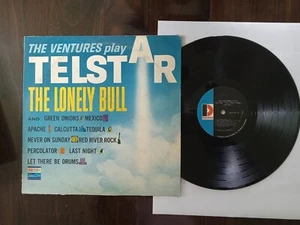 THE VENTURES play
TELSTAR
THE LONELY BULL
AND GREEN ONIONS MEXICO
APACHE CALCUTTA TEQUILA
NEVER ON SUNDAY RED RIVER ROCK
PERCOLATOR LAST NIGHT
LET THERE BE DRUMS